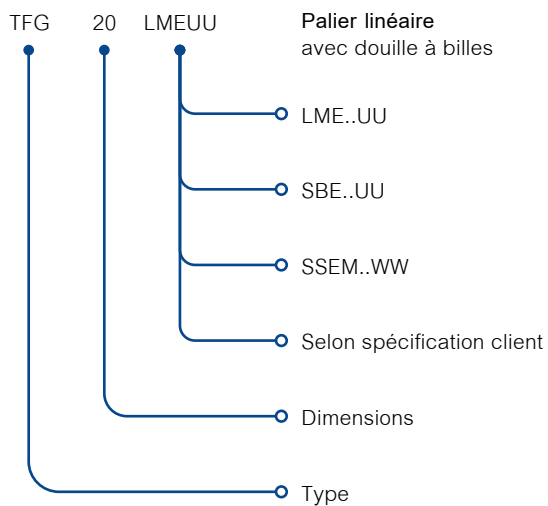 TFG 20 LMEUU Palier linéaire
avec douille à billes
LME..UU
SBE..UU
SSEM..WW
Selon spécification client
Dimensions
Type